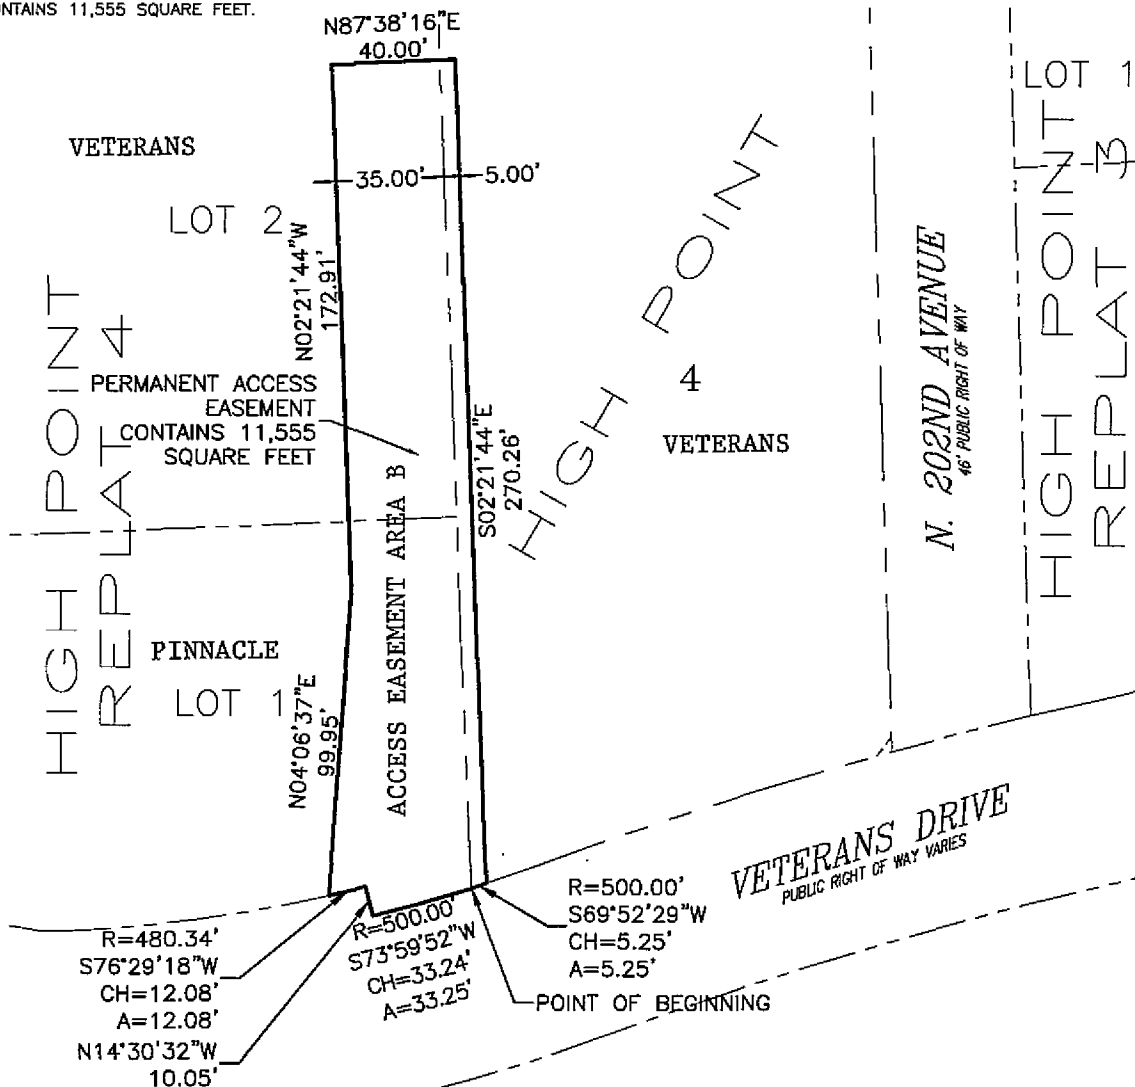 NTAINS 11,555 SQUARE FEET.
N87°38'16"E
40.00'
LOT 1
VETERANS
35.00'
5.00'
LOT 2
N02°21'44"W
172.91'
HIGH POINT
REPLAT 4
PERMANENT ACCESS
EASEMENT
CONTAINS 11,555
SQUARE FEET
ACCESS EASEMENT AREA B
S02°21'44"E
270.26'
HIGH POINT
4
VETERANS
N. 202ND AVENUE
46' PUBLIC RIGHT OF WAY
HIGH POINT
REPLAT 3
PINNACLE
LOT 1
N04°06'37"E
99.95'
VETERANS DRIVE
PUBLIC RIGHT OF WAY VARIES
R=480.34'
S76°29'18"W
CH=12.08'
A=12.08'
N14°30'32"W
10.05'
R=500.00'
S73°59'52"W
CH=33.24'
A=33.25'
R=500.00'
S69°52'29"W
CH=5.25'
A=5.25'
POINT OF BEGINNING